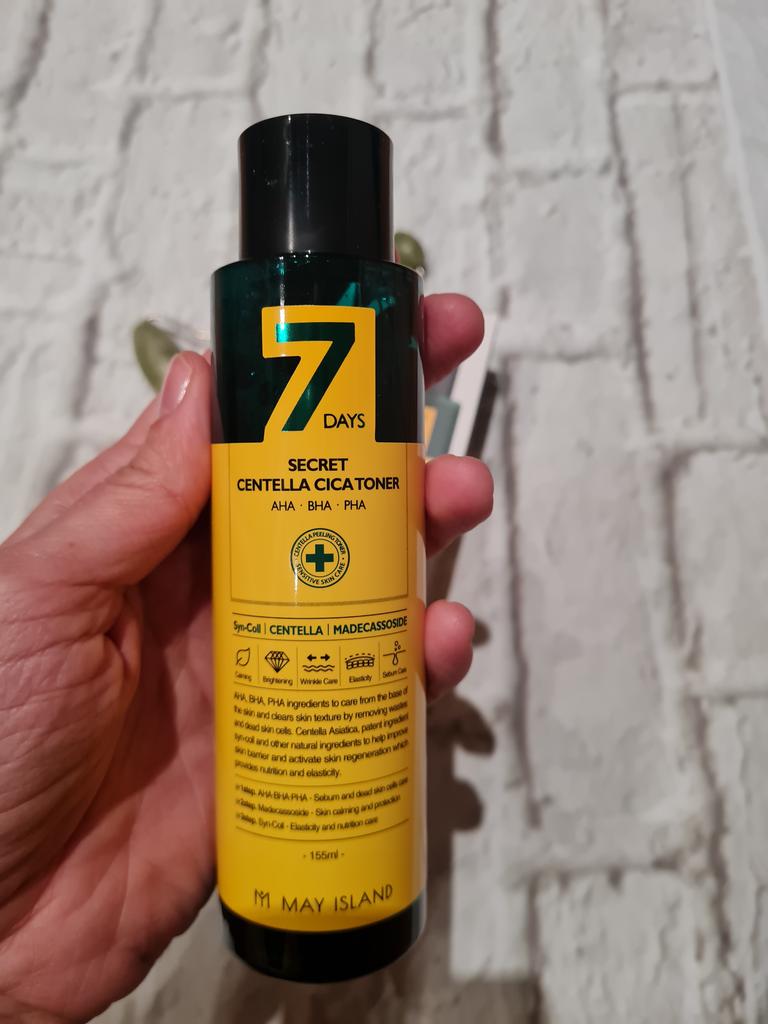 7
DAYS
SECRET
CENTELLA CICA TONER
AHA · BHA · PHA
CENTELLA PEELING TONER
SENSITIVE SKIN CARE
Syn-Coll | CENTELLA | MADECASSOSIDE
Calming
Brightening
Wrinkle Care
Elasticity
Sebum Care
AHA, BHA, PHA ingredients to care from the base of
the skin and clears skin texture by removing wastes
and dead skin cells. Centella Asiatica, patent ingredient
syn-coll and other natural ingredients to help improve
skin barrier and activate skin regeneration which
provides nutrition and elasticity.
1step. AHA·BHA·PHA - Sebum and dead skin cells care
2step. Madecassoside - Skin calming and protection
3step. Syn-Coll - Elasticity and nutrition care
- 155ml -
MAY ISLAND